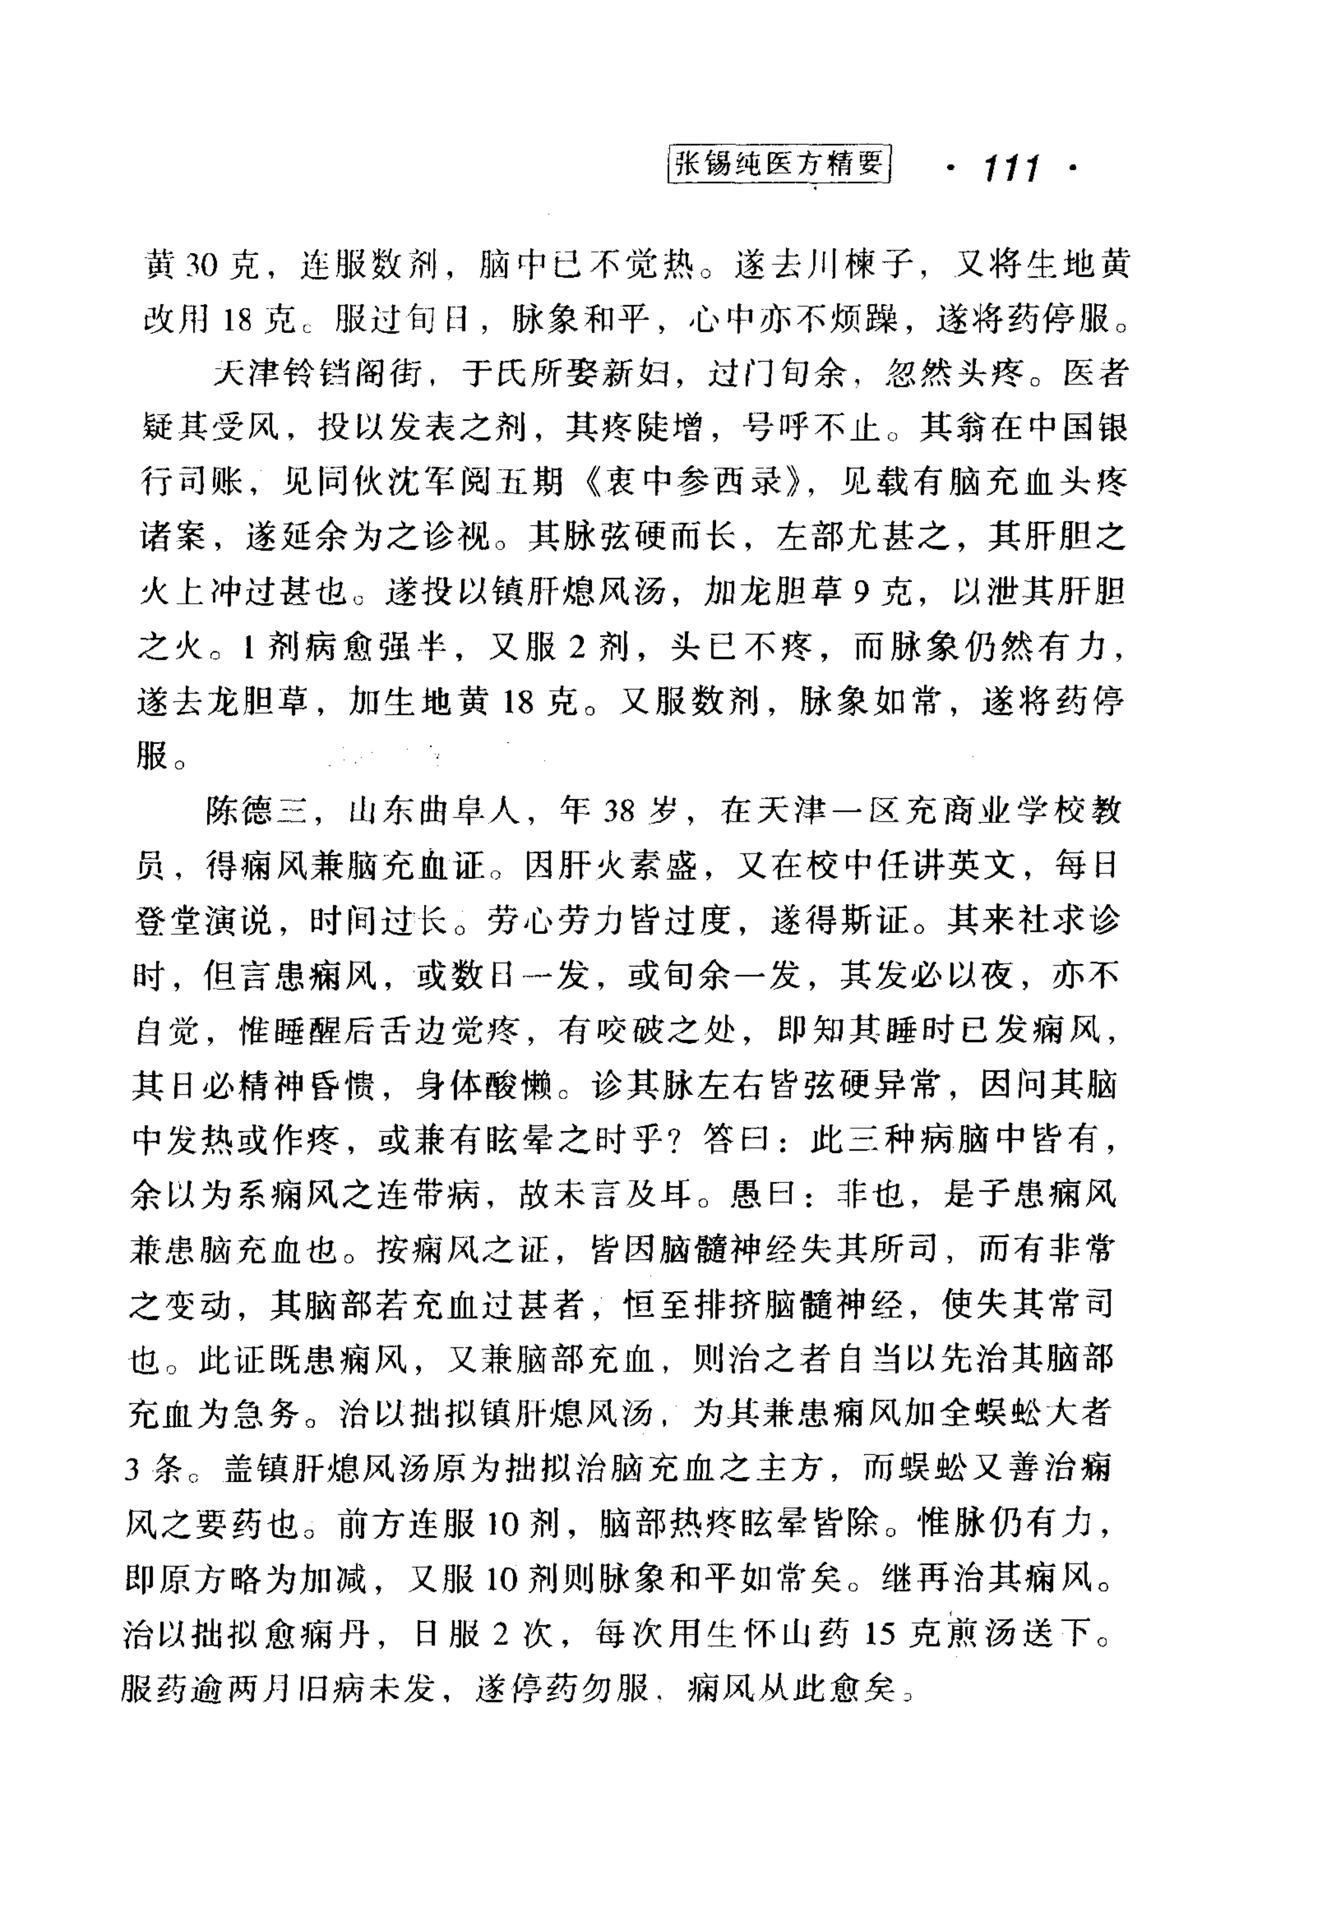 张锡纯医方精要 · 111 ·
黄30克，连服数剂，脑中已不觉热。遂去川楝子，又将生地黄
改用18克。服过旬日，脉象和平，心中亦不烦躁，遂将药停服。
天津铃铛阁街，于氏所娶新妇，过门旬余，忽然头疼。医者
疑其受风，投以发表之剂，其疼陡增，号呼不止。其翁在中国银
行司账，见同伙沈军阅五期《衷中参西录》，见载有脑充血头疼
诸案，遂延余为之诊视。其脉弦硬而长，左部尤甚之，其肝胆之
火上冲过甚也。遂投以镇肝熄风汤，加龙胆草9克，以泄其肝胆
之火。1剂病愈强半，又服2剂，头已不疼，而脉象仍然有力，
遂去龙胆草，加生地黄18克。又服数剂，脉象如常，遂将药停
服。
陈德三，山东曲阜人，年38岁，在天津一区充商业学校教
员，得痫风兼脑充血证。因肝火素盛，又在校中任讲英文，每日
登堂演说，时间过长。劳心劳力皆过度，遂得斯证。其来社求诊
时，但言患痫风，或数日一发，或旬余一发，其发必以夜，亦不
自觉，惟睡醒后舌边觉疼，有咬破之处，即知其睡时已发痫风，
其日必精神昏愦，身体酸懒。诊其脉左右皆弦硬异常，因问其脑
中发热或作疼，或兼有眩晕之时乎？答曰：此三种病脑中皆有，
余以为系痫风之连带病，故未言及耳。愚曰：非也，是子患痫风
兼患脑充血也。按痫风之证，皆因脑髓神经失其所司，而有非常
之变动，其脑部若充血过甚者，恒至排挤脑髓神经，使失其常司
也。此证既患痫风，又兼脑部充血，则治之者自当以先治其脑部
充血为急务。治以拙拟镇肝熄风汤，为其兼患痫风加全蜈蚣大者
3条。盖镇肝熄风汤原为拙拟治脑充血之主方，而蜈蚣又善治痫
风之要药也。前方连服10剂，脑部热疼眩晕皆除。惟脉仍有力，
即原方略为加减，又服10剂则脉象和平如常矣。继再治其痫风。
治以拙拟愈痫丹，日服2次，每次用生怀山药15克煎汤送下。
服药逾两月旧病未发，遂停药勿服，痫风从此愈矣。